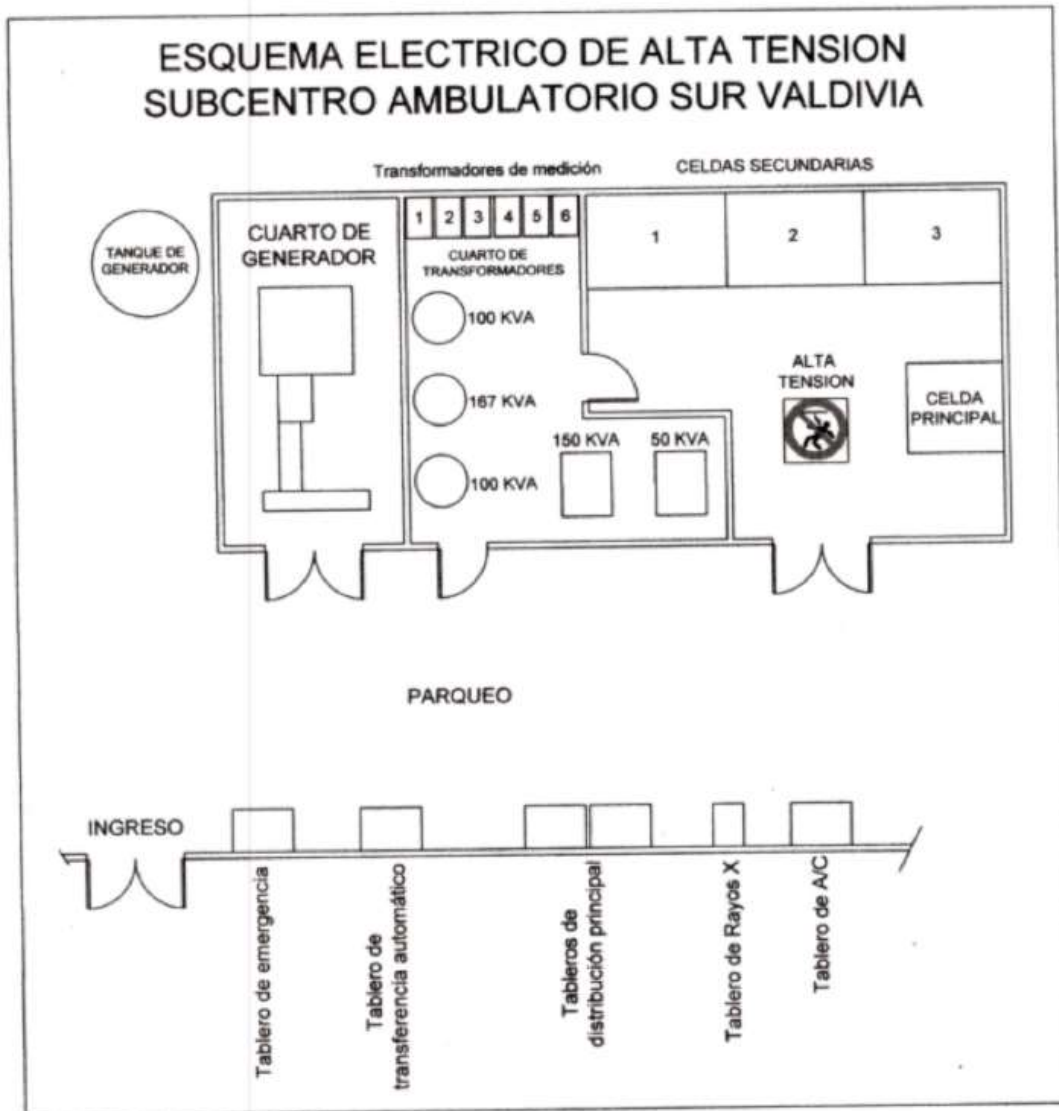 ESQUEMA ELECTRICO DE ALTA TENSION
SUBCENTRO AMBULATORIO SUR VALDIVIA
Transformadores de medición
CELDAS SECUNDARIAS
TANQUE DE
GENERADOR
CUARTO DE
GENERADOR
1 2 3 4 5 6
CUARTO DE
TRANSFORMADORES
1
2
3
100 KVA
167 KVA
100 KVA
150 KVA
50 KVA
ALTA
TENSION
CELDA
PRINCIPAL
PARQUEO
INGRESO
Tablero de emergencia
Tablero de
transferencia automático
Tableros de
distribución principal
Tablero de Rayos X
Tablero de A/C